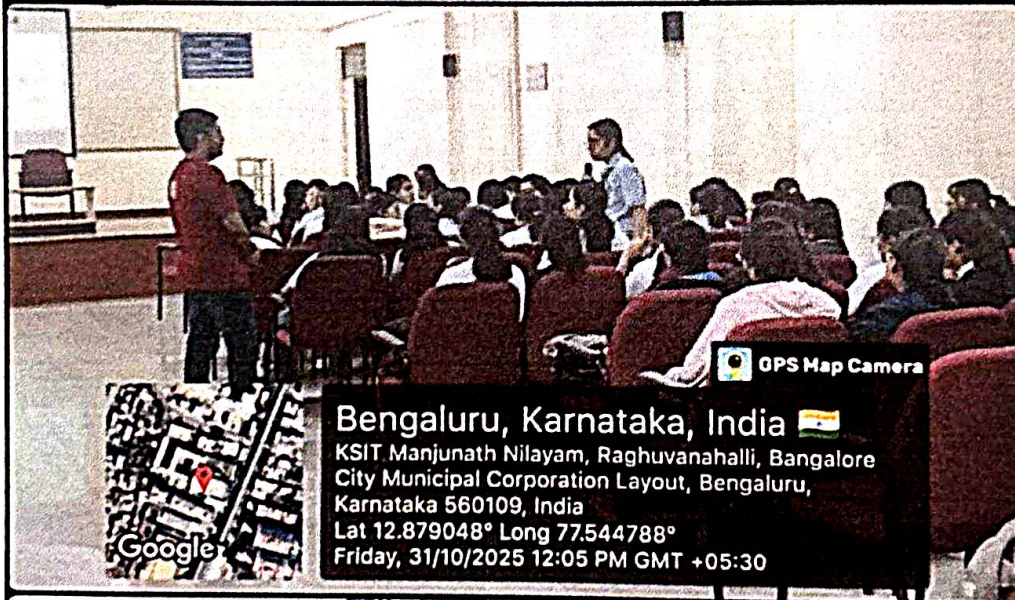 GPS Map Camera
Bengaluru, Karnataka, India
KSIT Manjunath Nilayam, Raghuvanahalli, Bangalore
City Municipal Corporation Layout, Bengaluru,
Karnataka 560109, India
Lat 12.879048° Long 77.544788°
Friday, 31/10/2025 12:05 PM GMT +05:30
Google